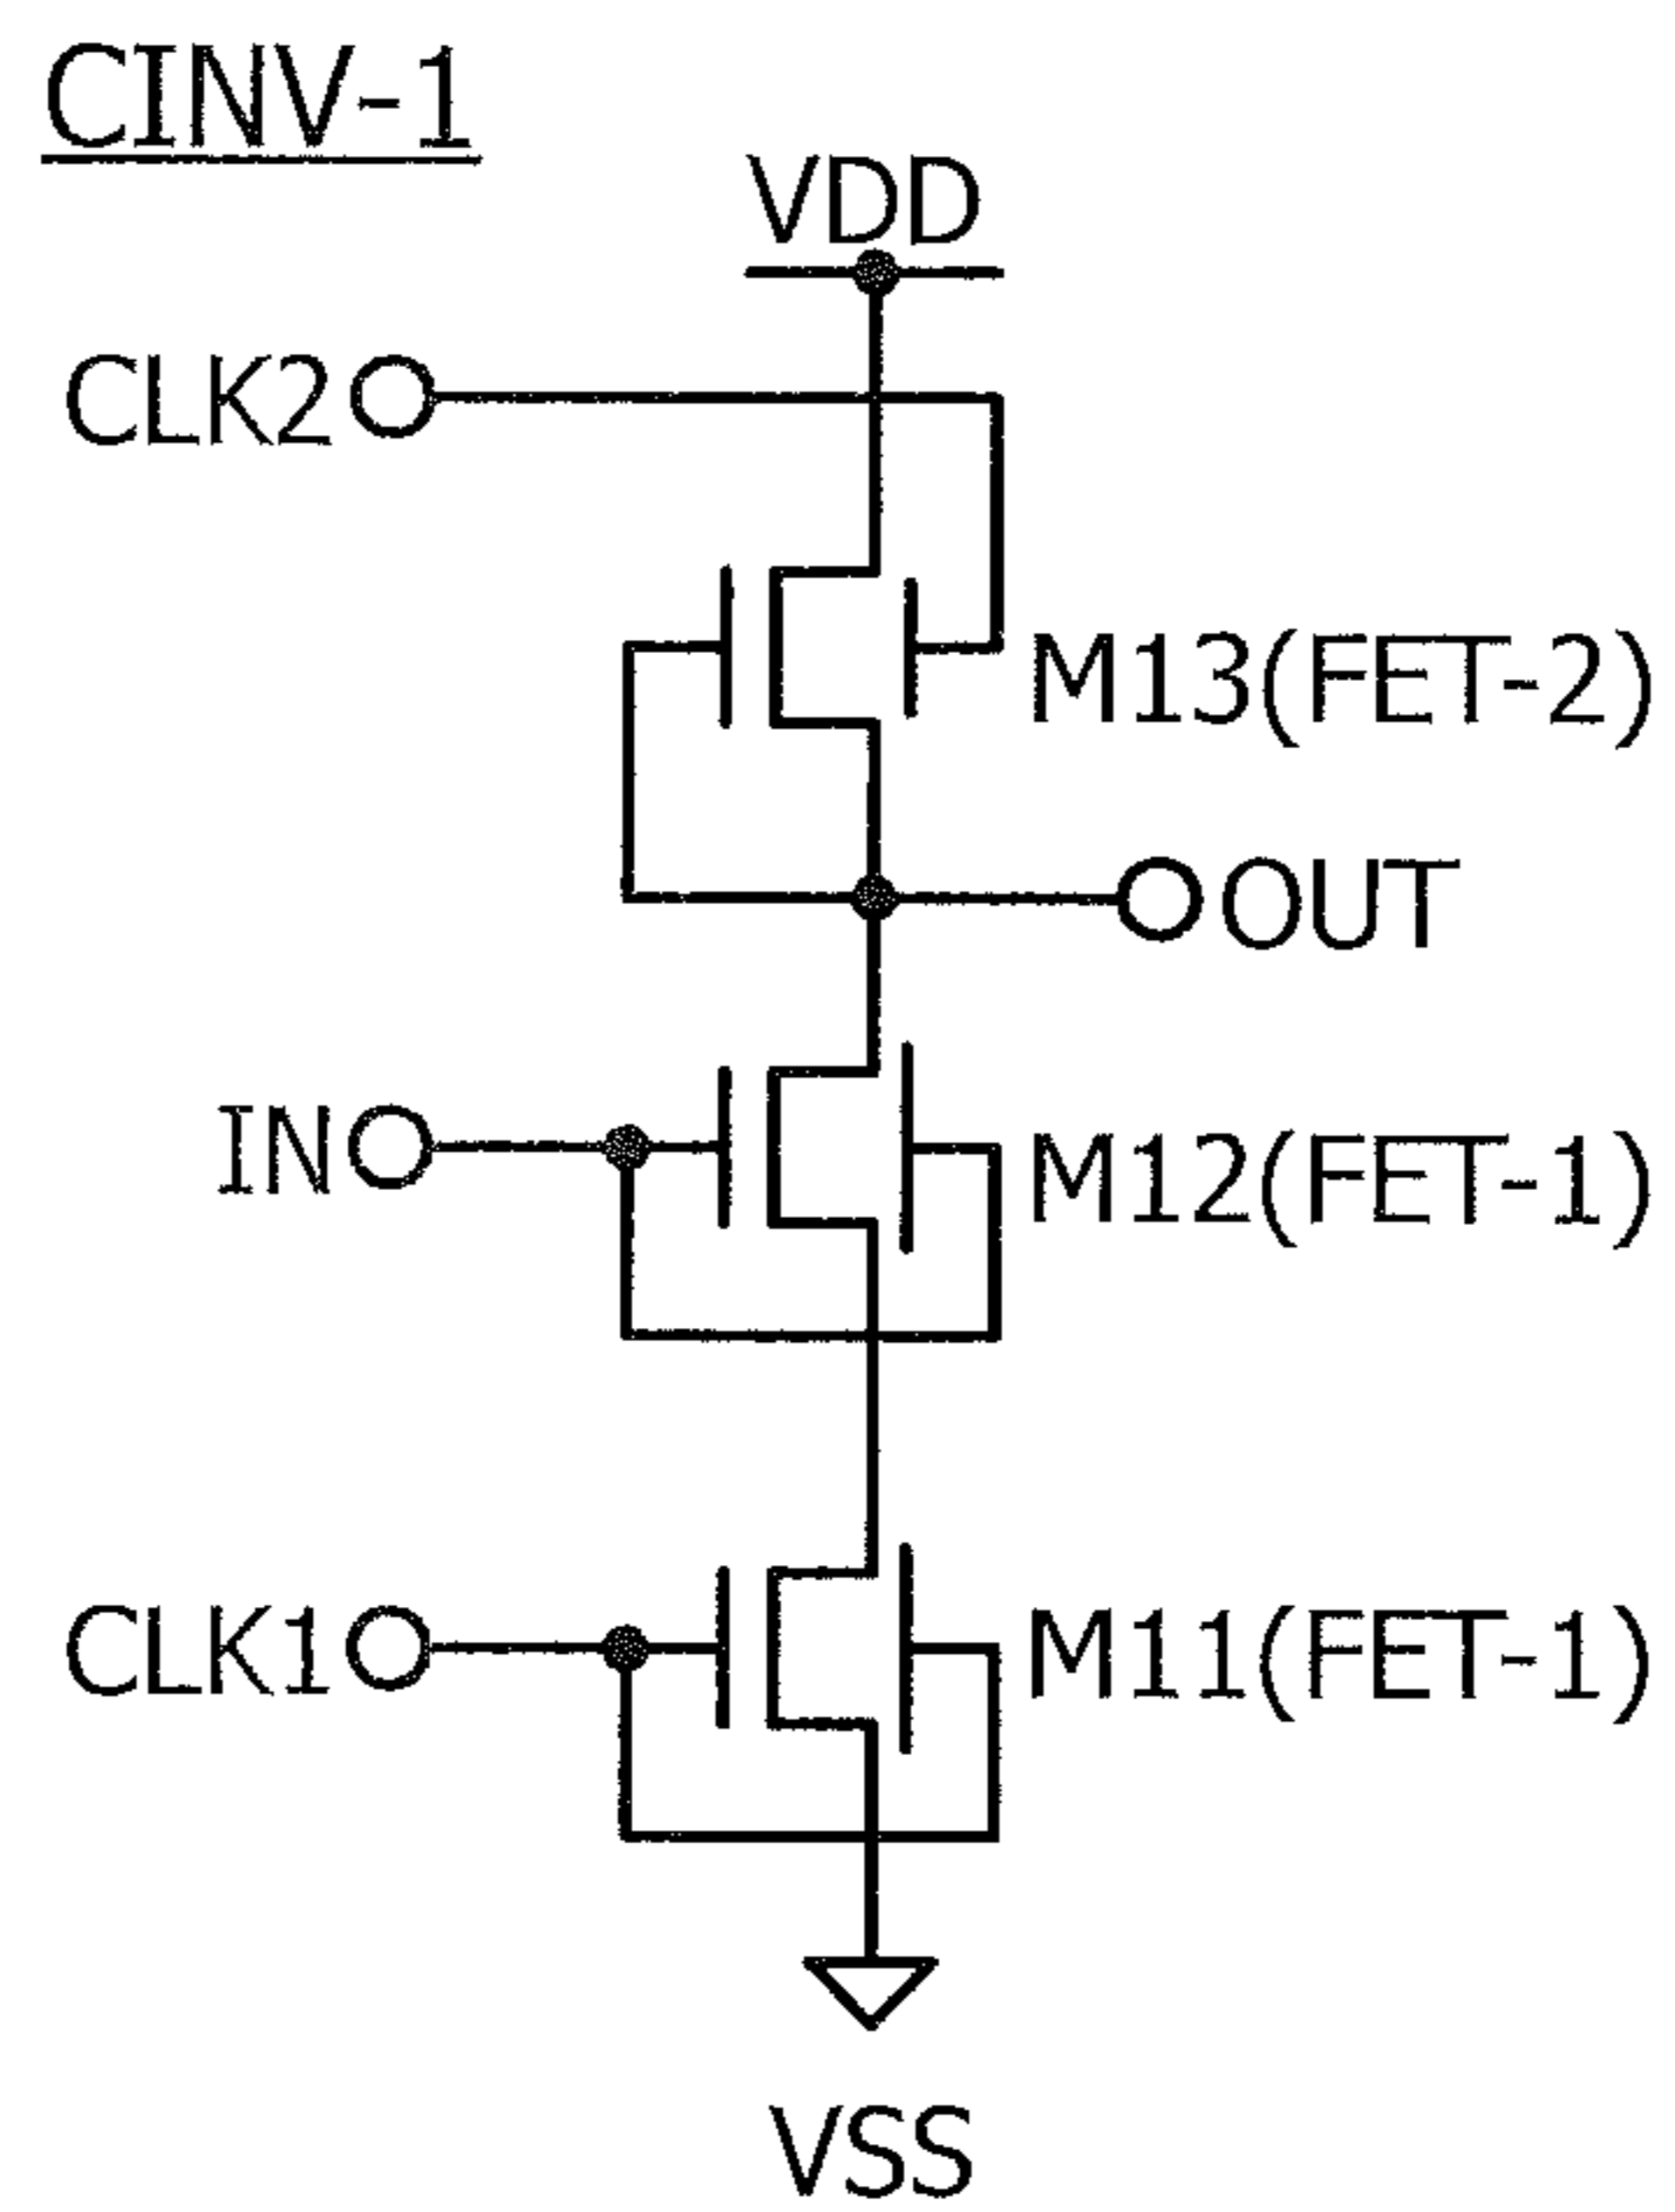 CINV-1
VDD
CLK2
M13(FET-2)
OUT
IN
M12(FET-1)
CLK1
M11(FET-1)
VSS